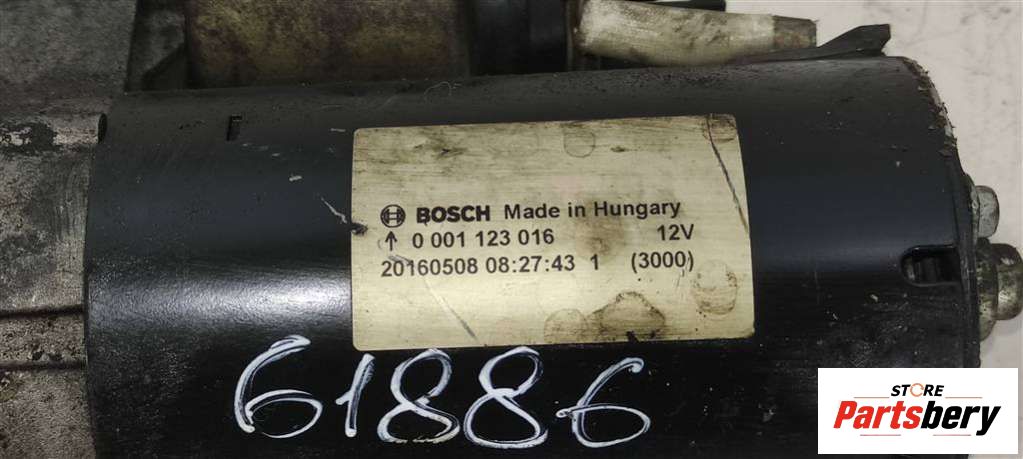 BOSCH Made in Hungary
↑ 0 001 123 016 12V
20160508 08:27:43 1 (3000)
61886
STORE
Partsbery